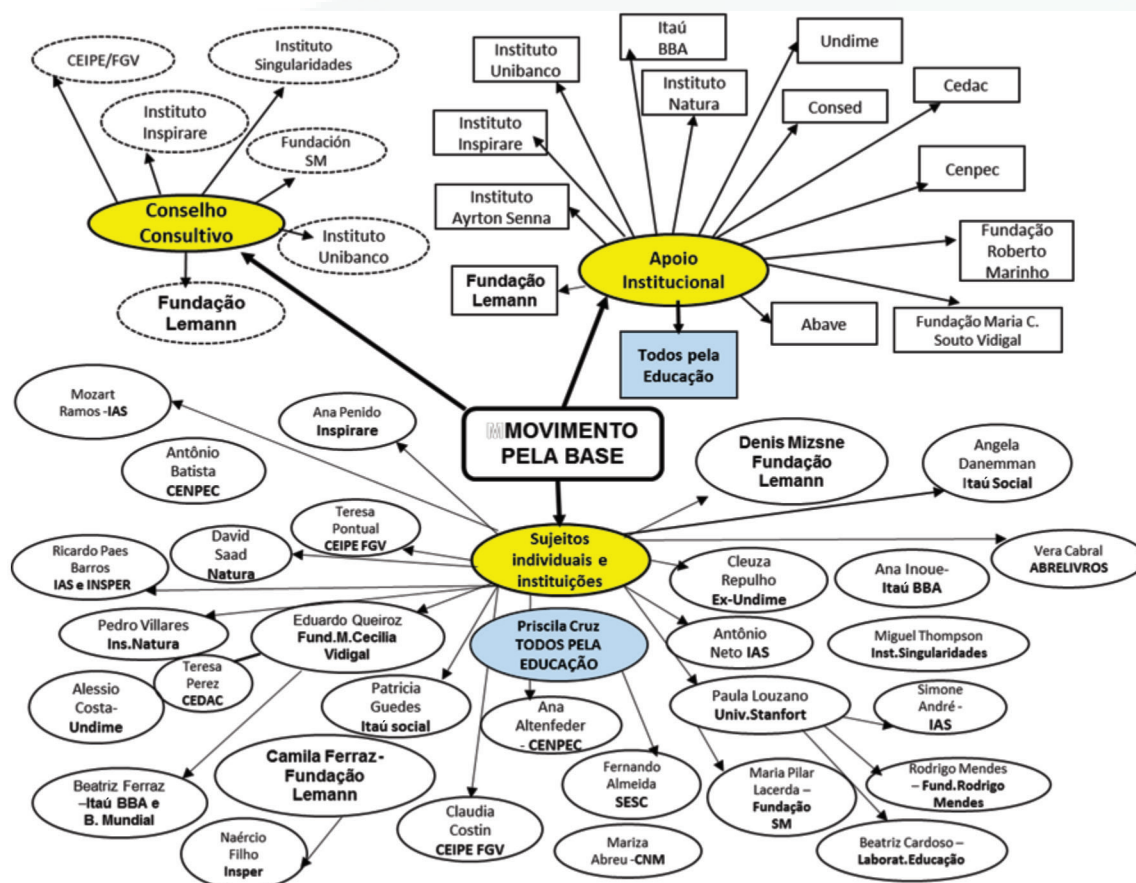 CEIPE/FGV
Instituto
Singularidades
Instituto
Inspirare
Fundación
SM
Conselho
Consultivo
Instituto
Unibanco
Fundação
Lemann
Itaú
BBA
Undime
Instituto
Unibanco
Instituto
Natura
Cedac
Consed
Instituto
Inspirare
Cenpec
Instituto
Ayrton Senna
Fundação
Roberto
Marinho
Apoio
Institucional
Fundação
Lemann
Abave
Fundação Maria C.
Souto Vidigal
Todos pela
Educação
MMOVIMENTO
PELA BASE
Mozart
Ramos -IAS
Ana Penido
Inspirare
Antônio
Batista
CENPEC
Denis Mizsne
Fundação
Lemann
Angela
Danemman
Itaú Social
Teresa
Pontual
CEIPE FGV
David
Saad
Natura
Ricardo Paes
Barros
IAS e INSPER
Sujeitos
individuais e
instituições
Cleuza
Repulho
Ex-Undime
Ana Inoue-
Itaú BBA
Vera Cabral
ABRELIVROS
Pedro Villares
Ins.Natura
Eduardo Queiroz
Fund.M.Cecilia
Vidigal
Priscila Cruz
TODOS PELA
EDUCAÇÃO
Antônio
Neto IAS
Miguel Thompson
Inst.Singularidades
Teresa
Perez
CEDAC
Alessio
Costa-
Undime
Patricia
Guedes
Itaú social
Ana
Altenfeder
- CENPEC
Paula Louzano
Univ.Stanfort
Simone
André -
IAS
Camila Ferraz-
Fundação
Lemann
Beatriz Ferraz
–Itaú BBA e
B. Mundial
Fernando
Almeida
SESC
Maria Pilar
Lacerda –
Fundação
SM
Rodrigo Mendes
– Fund.Rodrigo
Mendes
Claudia
Costin
CEIPE FGV
Naércio
Filho
Insper
Mariza
Abreu -CNM
Beatriz Cardoso –
Laborat.Educação